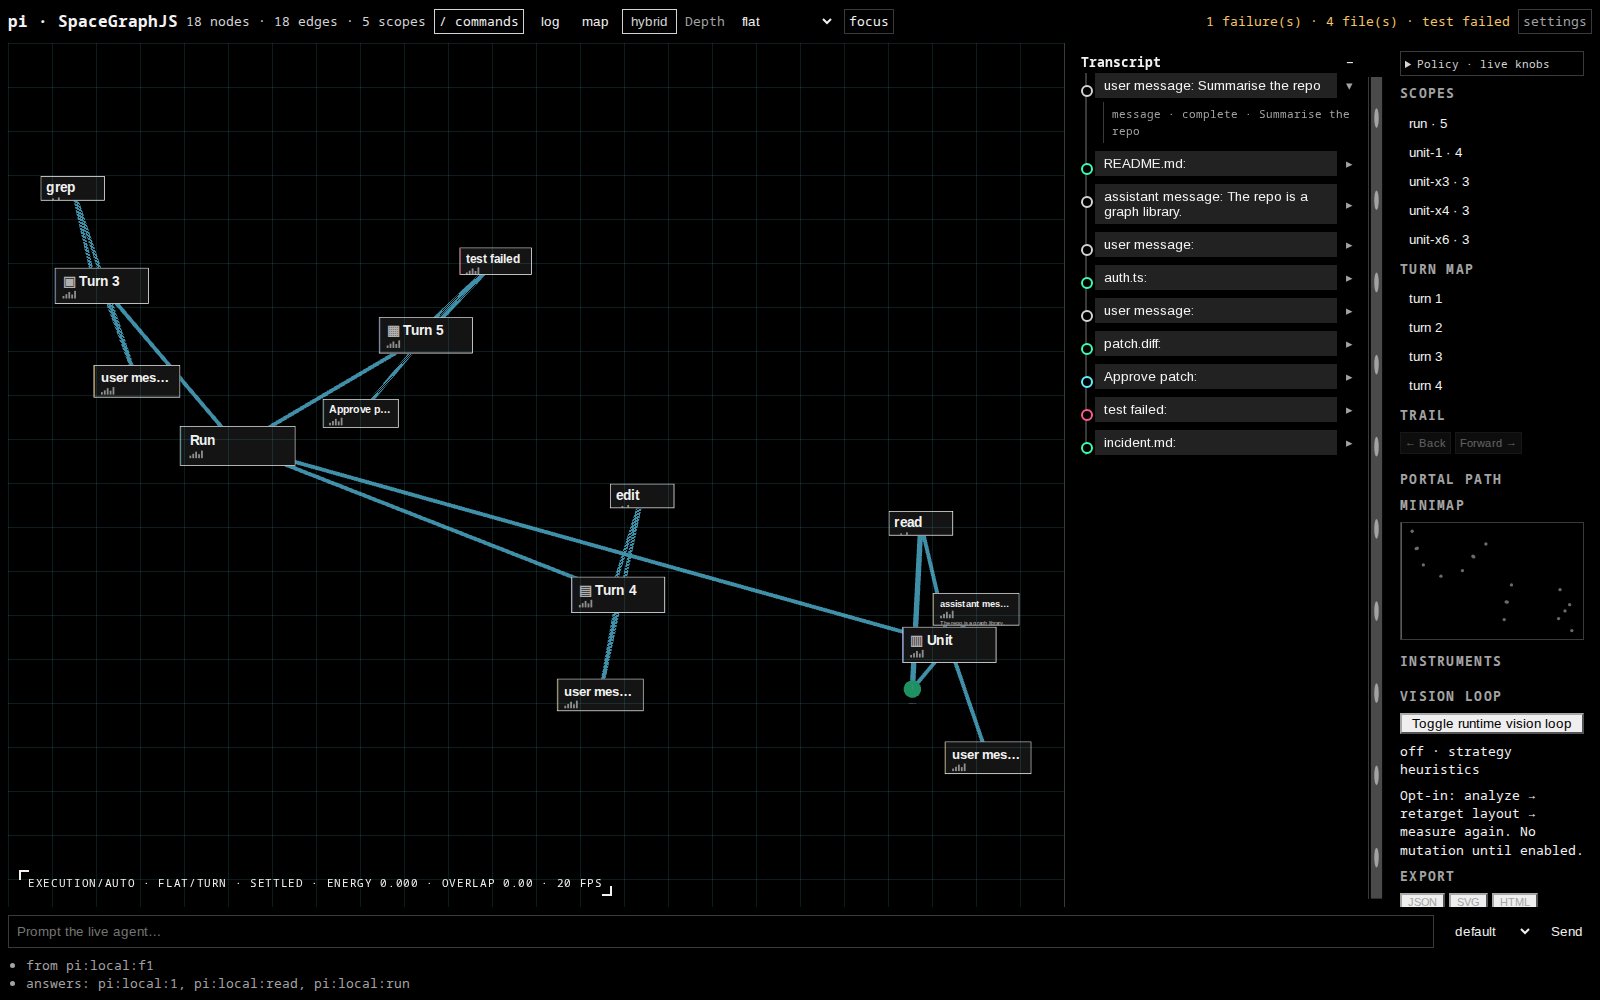 pi · SpaceGraphJS 18 nodes · 18 edges · 5 scopes / commands log map hybrid Depth flat focus 1 failure(s) · 4 file(s) · test failed settings
grep
Turn 3
user mes…
Run
test failed
Turn 5
Approve p…
edit
Turn 4
user mes…
read
assistant mes…
The repo is a graph library.
Unit
user mes…
EXECUTION/AUTO · FLAT/TURN · SETTLED · ENERGY 0.000 · OVERLAP 0.00 · 20 FPS
Transcript –
user message: Summarise the repo
message · complete · Summarise the
repo
README.md:
assistant message: The repo is a
graph library.
user message:
auth.ts:
user message:
patch.diff:
Approve patch:
test failed:
incident.md:
Policy · live knobs
SCOPES
run · 5
unit-1 · 4
unit-x3 · 3
unit-x4 · 3
unit-x6 · 3
TURN MAP
turn 1
turn 2
turn 3
turn 4
TRAIL
← Back Forward →
PORTAL PATH
MINIMAP
INSTRUMENTS
VISION LOOP
Toggle runtime vision loop
off · strategy
heuristics
Opt-in: analyze →
retarget layout →
measure again. No
mutation until enabled.
EXPORT
JSON SVG HTML
Prompt the live agent… default Send
from pi:local:f1
answers: pi:local:1, pi:local:read, pi:local:run